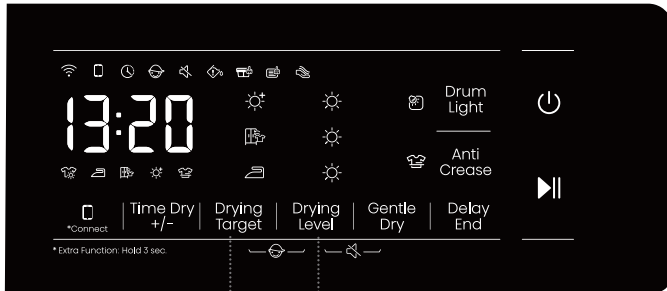 13:20
Drum
Light
Anti
Crease
*Connect
Time Dry
+/-
Drying
Target
Drying
Level
Gentle
Dry
Delay
End
* Extra Function: Hold 3 sec.